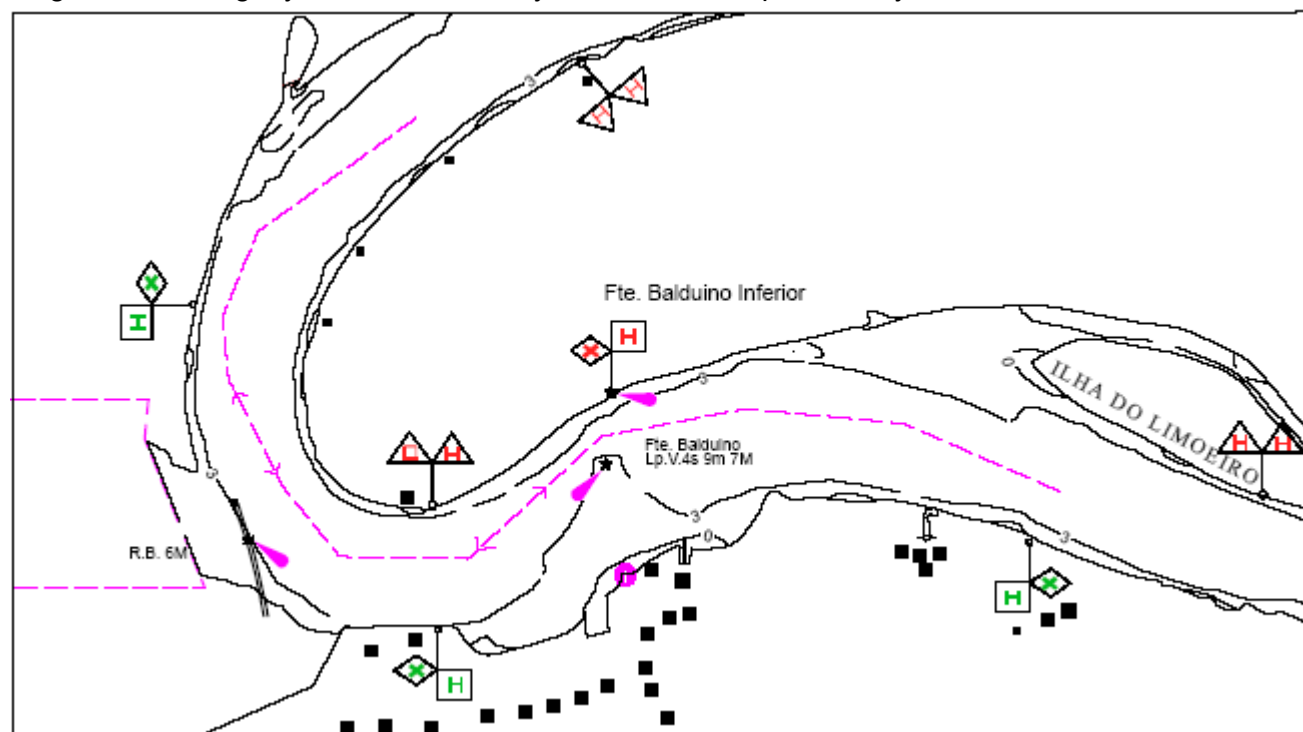 3
H H
X
H
Fte. Balduino Inferior
X H
3
0
ILHA DO LIMOEIRO
H H
H
Fte. Balduino
Lp.V.4s 9m 7M
3
3
0
3
R.B. 6M
H X
X H